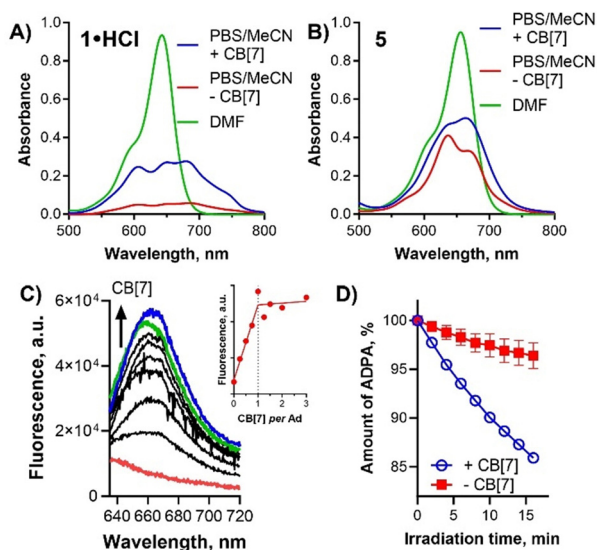 A)
1•HCl
PBS/MeCN
+ CB[7]
PBS/MeCN
- CB[7]
DMF
Absorbance
1.0
0.8
0.6
0.4
0.2
0.0
500 600 700 800
Wavelength, nm
B)
5
PBS/MeCN
+ CB[7]
PBS/MeCN
- CB[7]
DMF
Absorbance
1.0
0.8
0.6
0.4
0.2
0.0
500 600 700 800
Wavelength, nm
C)
CB[7]
Fluorescence, a.u.
6×10⁴
4×10⁴
2×10⁴
0
640 660 680 700 720
Wavelength, nm
Fluorescence, a.u.
0 1 2 3
CB[7] per Ad
D)
Amount of ADPA, %
100
95
90
85
+ CB[7]
- CB[7]
0 5 10 15
Irradiation time, min